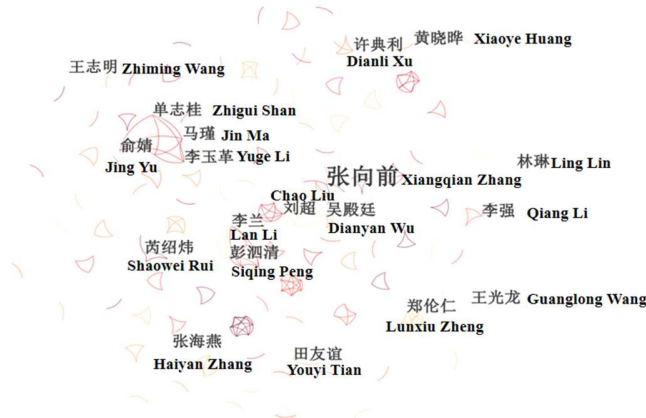 许典利 黄晓晔 Xiaoye Huang
Dianli Xu
王志明 Zhiming Wang
单志桂 Zhigui Shan
马瑾 Jin Ma
俞婧
李玉革 Yuge Li
Jing Yu
林琳 Ling Lin
张向前 Xiangqian Zhang
Chao Liu
刘超 吴殿廷
李强 Qiang Li
李兰
Lan Li
Dianyan Wu
芮绍炜
彭泗清
Shaowei Rui
Siqing Peng
郑伦仁
王光龙 Guanglong Wang
Lunxiu Zheng
张海燕
Haiyan Zhang
田友谊
Youyi Tian